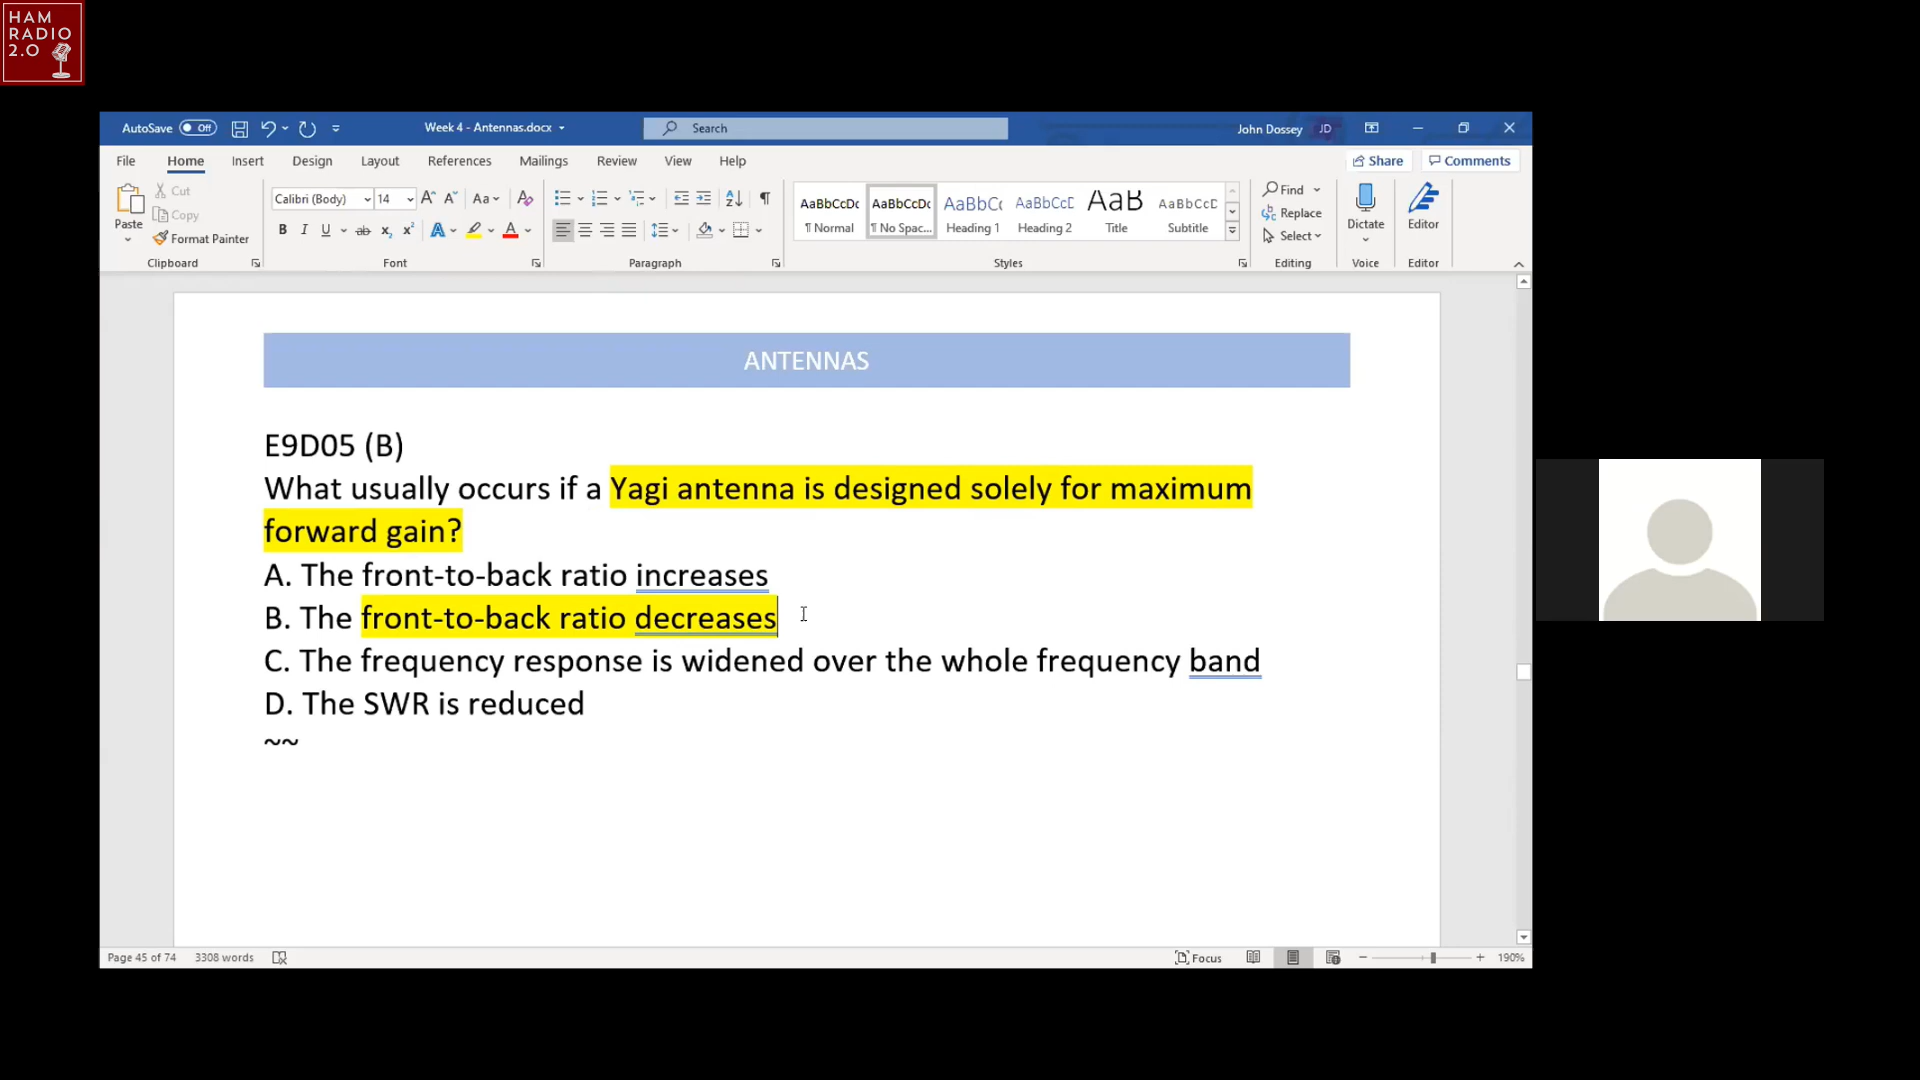 HAM
RADIO
2.0
AutoSave Off
Week 4 - Antennas.docx
Search
John Dossey JD
File Home Insert Design Layout References Mailings Review View Help
Share Comments
Paste
Cut
Copy
Format Painter
Clipboard
Calibri (Body) 14
Font
Paragraph
AaBbCcDc AaBbCcDc AaBbCc AaBbCcD AaB AaBbCcD
¶ Normal ¶ No Spac... Heading 1 Heading 2 Title Subtitle
Styles
Find
Replace
Select
Editing
Dictate
Voice
Editor
Editor
ANTENNAS
E9D05 (B)
What usually occurs if a Yagi antenna is designed solely for maximum
forward gain?
A. The front-to-back ratio increases
B. The front-to-back ratio decreases
C. The frequency response is widened over the whole frequency band
D. The SWR is reduced
~~
Page 45 of 74 3308 words
Focus
190%